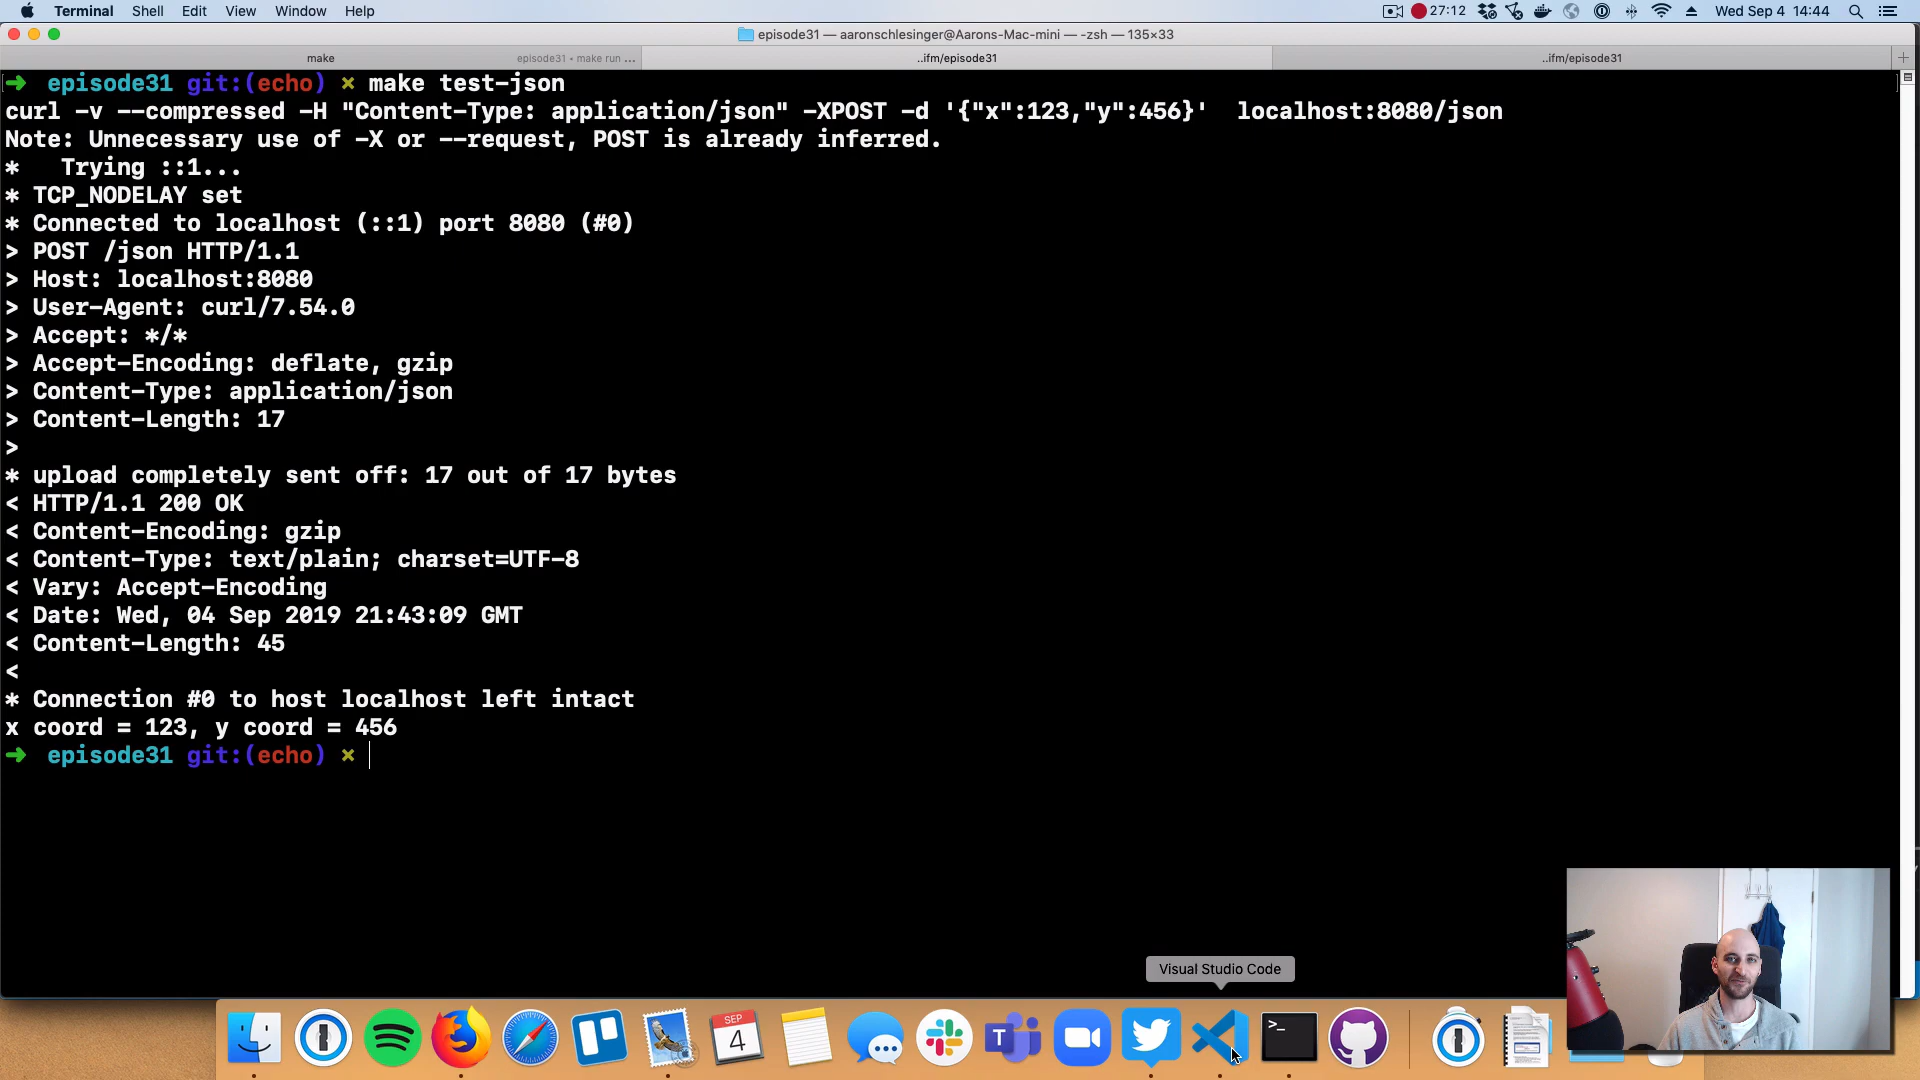 Terminal Shell Edit View Window Help 27:12 Wed Sep 4 14:44
episode31 — aaronschlesinger@Aarons-Mac-mini — -zsh — 135×33
make episode31 • make run ... ..ifm/episode31 ..ifm/episode31
➜ episode31 git:(echo) × make test-json
curl -v --compressed -H "Content-Type: application/json" -XPOST -d '{"x":123,"y":456}' localhost:8080/json
Note: Unnecessary use of -X or --request, POST is already inferred.
* Trying ::1...
* TCP_NODELAY set
* Connected to localhost (::1) port 8080 (#0)
> POST /json HTTP/1.1
> Host: localhost:8080
> User-Agent: curl/7.54.0
> Accept: */*
> Accept-Encoding: deflate, gzip
> Content-Type: application/json
> Content-Length: 17
>
* upload completely sent off: 17 out of 17 bytes
< HTTP/1.1 200 OK
< Content-Encoding: gzip
< Content-Type: text/plain; charset=UTF-8
< Vary: Accept-Encoding
< Date: Wed, 04 Sep 2019 21:43:09 GMT
< Content-Length: 45
<
* Connection #0 to host localhost left intact
x coord = 123, y coord = 456
➜ episode31 git:(echo) ×
Visual Studio Code
SEP
4
T
>_